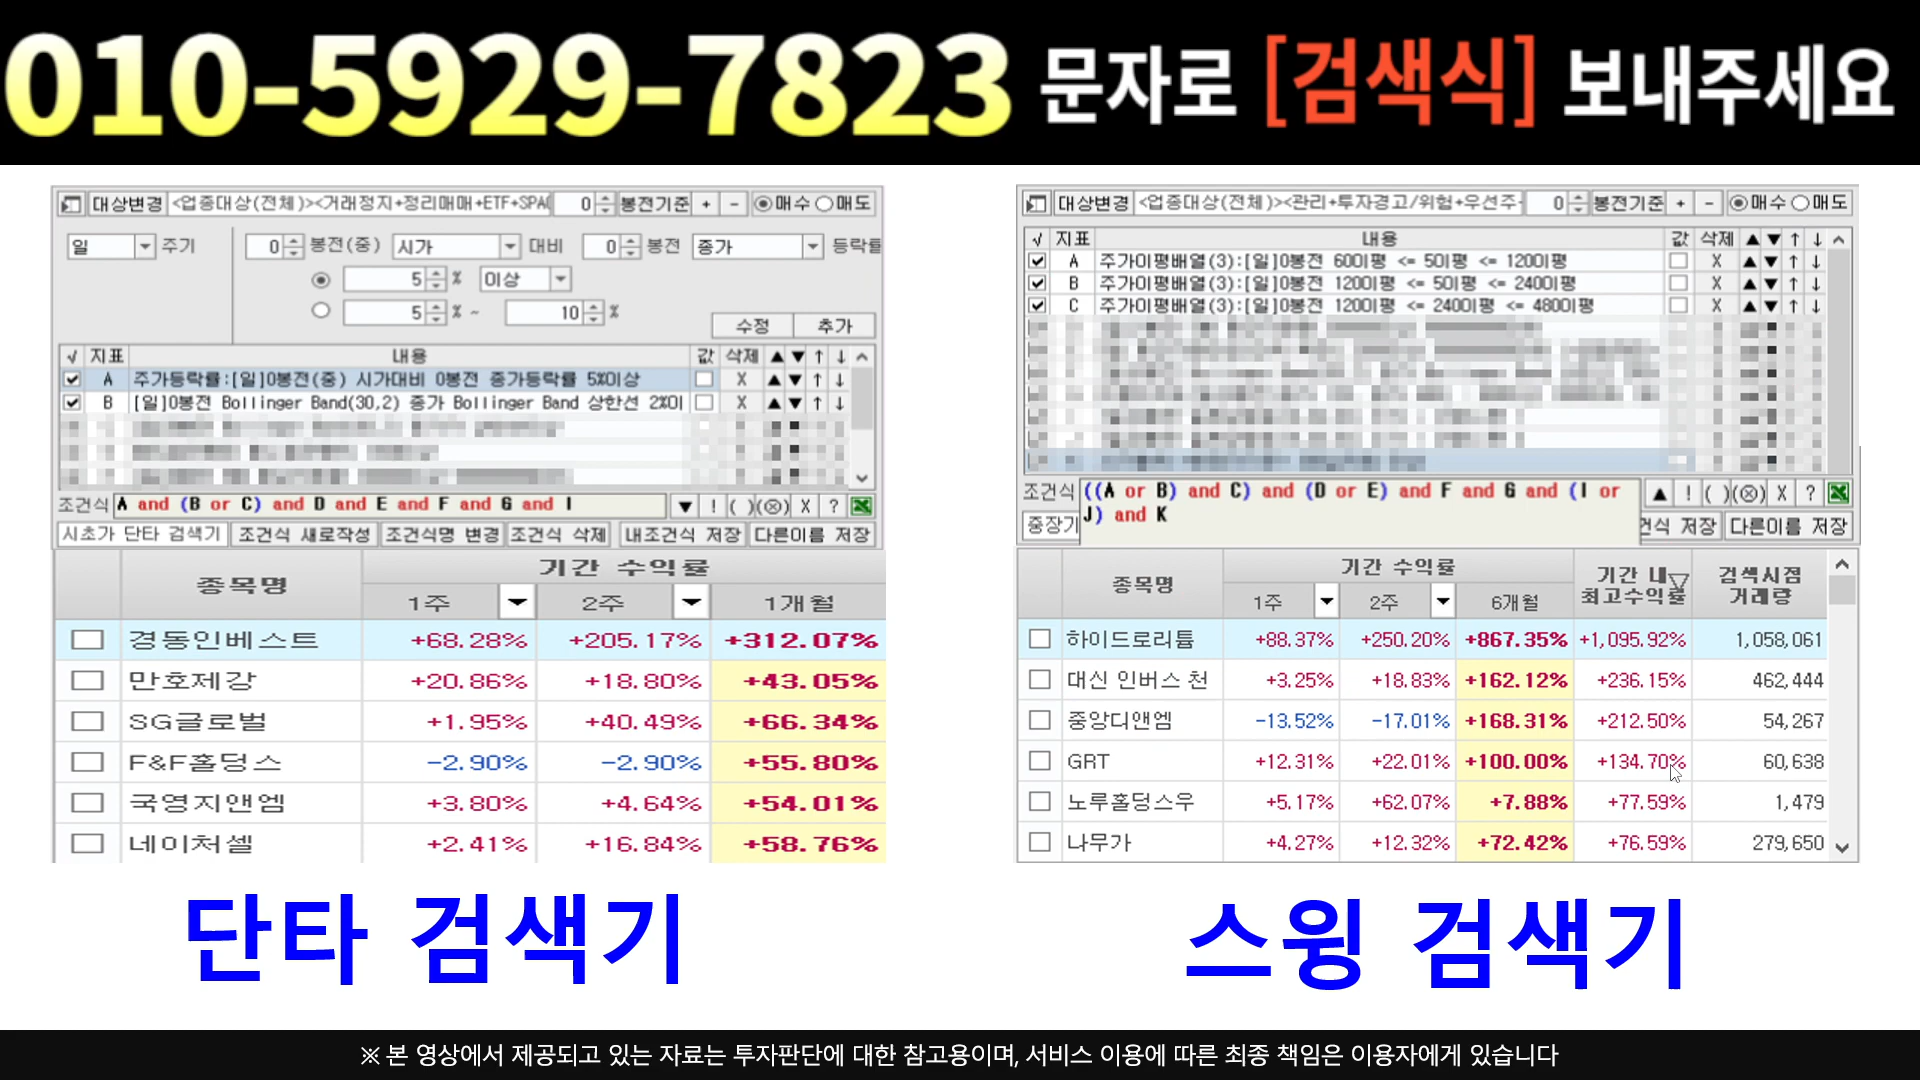 010-5929-7823 문자로 [검색식] 보내주세요
대상변경 <업종대상(전체)><거래정지+정리매매+ETF+SPA 0 봉전기준 + - 매수 매도
일 주기 0 봉전(중) 시가 대비 0 봉전 종가 등락률
5 % 이상
5 % ~ 10 %
수정 추가
√ 지표 내용 값 삭제 ▲ ▼ ↑ ↓
A 주가등락률:[일]0봉전(중) 시가대비 0봉전 종가등락률 5%이상 X ▲ ▼ ↑ ↓
B [일]0봉전 Bollinger Band(30,2) 종가 Bollinger Band 상한선 2%이 X ▲ ▼ ↑ ↓
조건식 A and (B or C) and D and E and F and G and I ▼ ! ( )(⊗) X ?
시초가 단타 검색기 조건식 새로작성 조건식명 변경 조건식 삭제 내조건식 저장 다른이름 저장
종목명 기간 수익률
1주 2주 1개월
경동인베스트 +68.28% +205.17% +312.07%
만호제강 +20.86% +18.80% +43.05%
SG글로벌 +1.95% +40.49% +66.34%
F&F홀딩스 -2.90% -2.90% +55.80%
국영지앤엠 +3.80% +4.64% +54.01%
네이처셀 +2.41% +16.84% +58.76%
단타 검색기
대상변경 <업종대상(전체)><관리+투자경고/위험+우선주+ 0 봉전기준 + - 매수 매도
√ 지표 내용 값 삭제 ▲ ▼ ↑ ↓
A 주가이평배열(3):[일]0봉전 60이평 <= 5이평 <= 120이평 X ▲ ▼ ↑ ↓
B 주가이평배열(3):[일]0봉전 120이평 <= 5이평 <= 240이평 X ▲ ▼ ↑ ↓
C 주가이평배열(3):[일]0봉전 120이평 <= 240이평 <= 480이평 X ▲ ▼ ↑ ↓
조건식 ((A or B) and C) and (D or E) and F and G and (I or ▲ ! ( )(⊗) X ?
J) and K
중장기 건식 저장 다른이름 저장
종목명 기간 수익률 기간 내 최고수익률 검색시점 거래량
1주 2주 6개월
하이드로리튬 +88.37% +250.20% +867.35% +1,095.92% 1,058,061
대신 인버스 천 +3.25% +18.83% +162.12% +236.15% 462,444
중앙디앤엠 -13.52% -17.01% +168.31% +212.50% 54,267
GRT +12.31% +22.01% +100.00% +134.70% 60,638
노루홀딩스우 +5.17% +62.07% +7.88% +77.59% 1,479
나무가 +4.27% +12.32% +72.42% +76.59% 279,650
스윙 검색기
※ 본 영상에서 제공되고 있는 자료는 투자판단에 대한 참고용이며, 서비스 이용에 따른 최종 책임은 이용자에게 있습니다